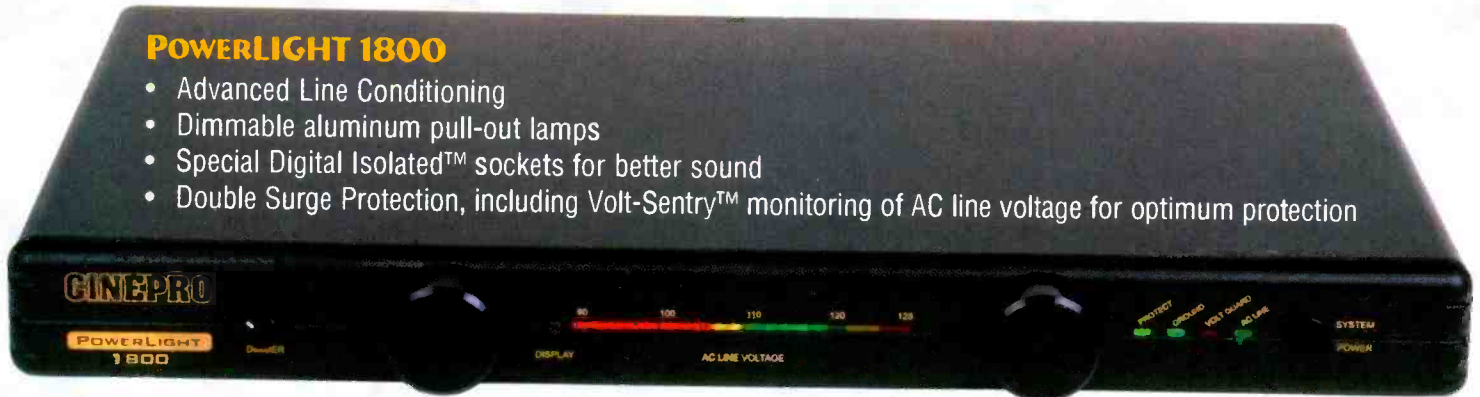 POWERLIGHT 1800
• Advanced Line Conditioning
• Dimmable aluminum pull-out lamps
• Special Digital Isolated™ sockets for better sound
• Double Surge Protection, including Volt-Sentry™ monitoring of AC line voltage for optimum protection
CINEPRO
POWERLIGHT
1800
DimmER
90 100 110 120 128
DISPLAY
AC LINE VOLTAGE
PROTECT GROUND VOLT GUARD AC LINE
SYSTEM
POWER